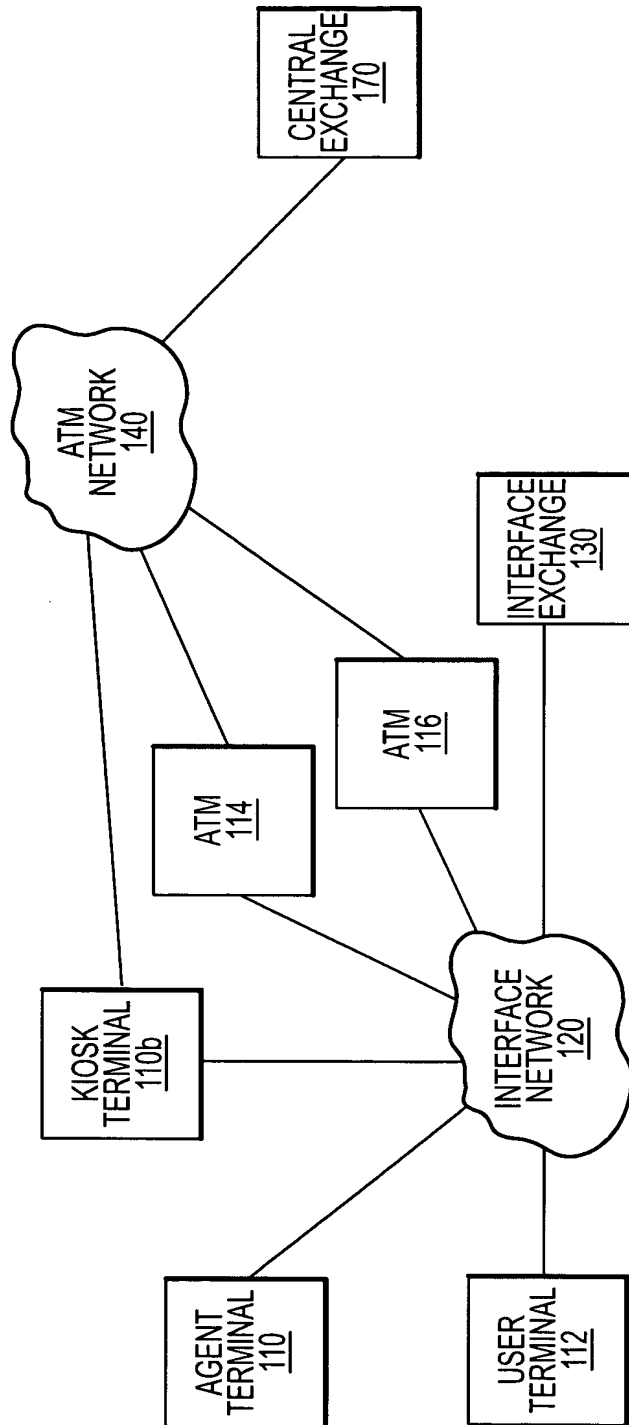 AGENT
TERMINAL
110
USER
TERMINAL
112
KIOSK
TERMINAL
110b
INTERFACE
NETWORK
120
ATM
114
ATM
116
INTERFACE
EXCHANGE
130
ATM
NETWORK
140
CENTRAL
EXCHANGE
170